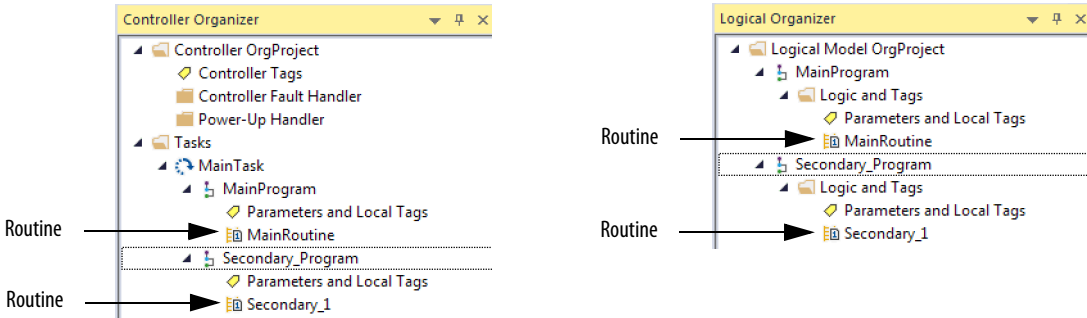 Controller Organizer
Controller OrgProject
Controller Tags
Controller Fault Handler
Power-Up Handler
Tasks
MainTask
MainProgram
Parameters and Local Tags
Routine
MainRoutine
Secondary_Program
Parameters and Local Tags
Routine
Secondary_1
Logical Organizer
Logical Model OrgProject
MainProgram
Logic and Tags
Parameters and Local Tags
Routine
MainRoutine
Secondary_Program
Logic and Tags
Parameters and Local Tags
Routine
Secondary_1